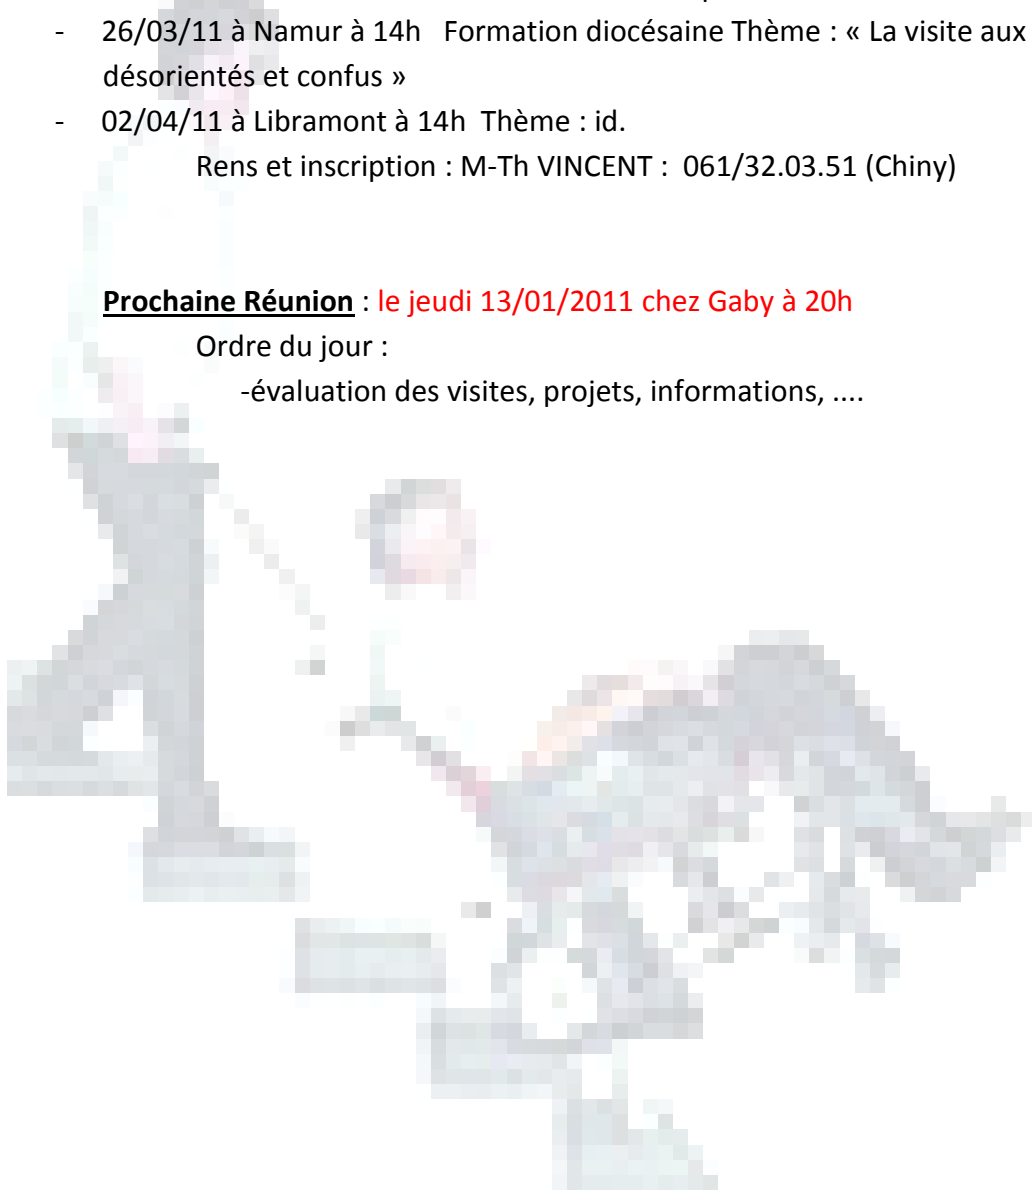 - 26/03/11 à Namur à 14h Formation diocésaine Thème : « La visite aux
désorientés et confus »
- 02/04/11 à Libramont à 14h Thème : id.
Rens et inscription : M-Th VINCENT : 061/32.03.51 (Chiny)
Prochaine Réunion : le jeudi 13/01/2011 chez Gaby à 20h
Ordre du jour :
-évaluation des visites, projets, informations, ....